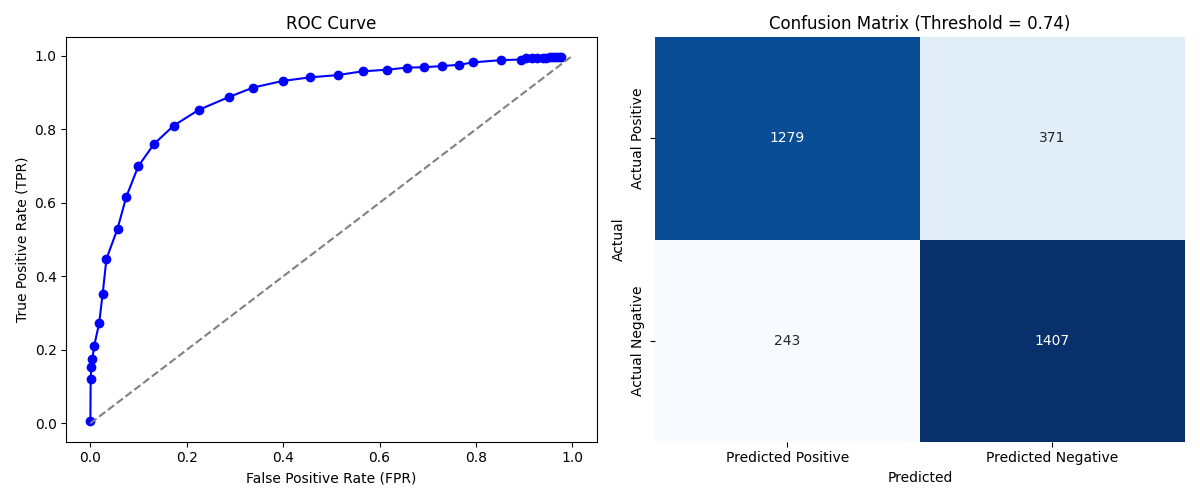 ROC Curve
True Positive Rate (TPR)
1.0
0.8
0.6
0.4
0.2
0.0
0.0 0.2 0.4 0.6 0.8 1.0
False Positive Rate (FPR)
Confusion Matrix (Threshold = 0.74)
Actual
Actual Positive
1279 371
Actual Negative
243 1407
Predicted Positive Predicted Negative
Predicted